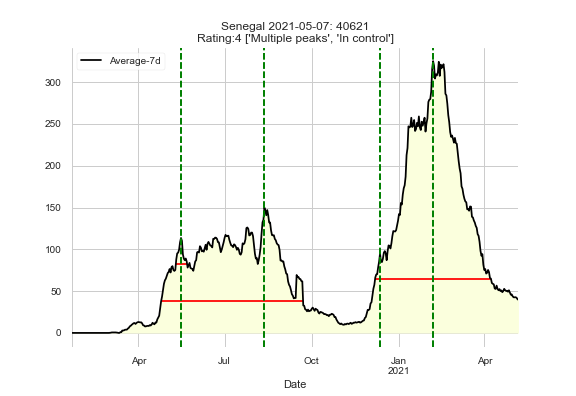 Senegal 2021-05-07: 40621
Rating:4 ['Multiple peaks', 'In control']
Average-7d
300
250
200
150
100
50
0
Apr
Jul
Oct
Jan
2021
Apr
Date